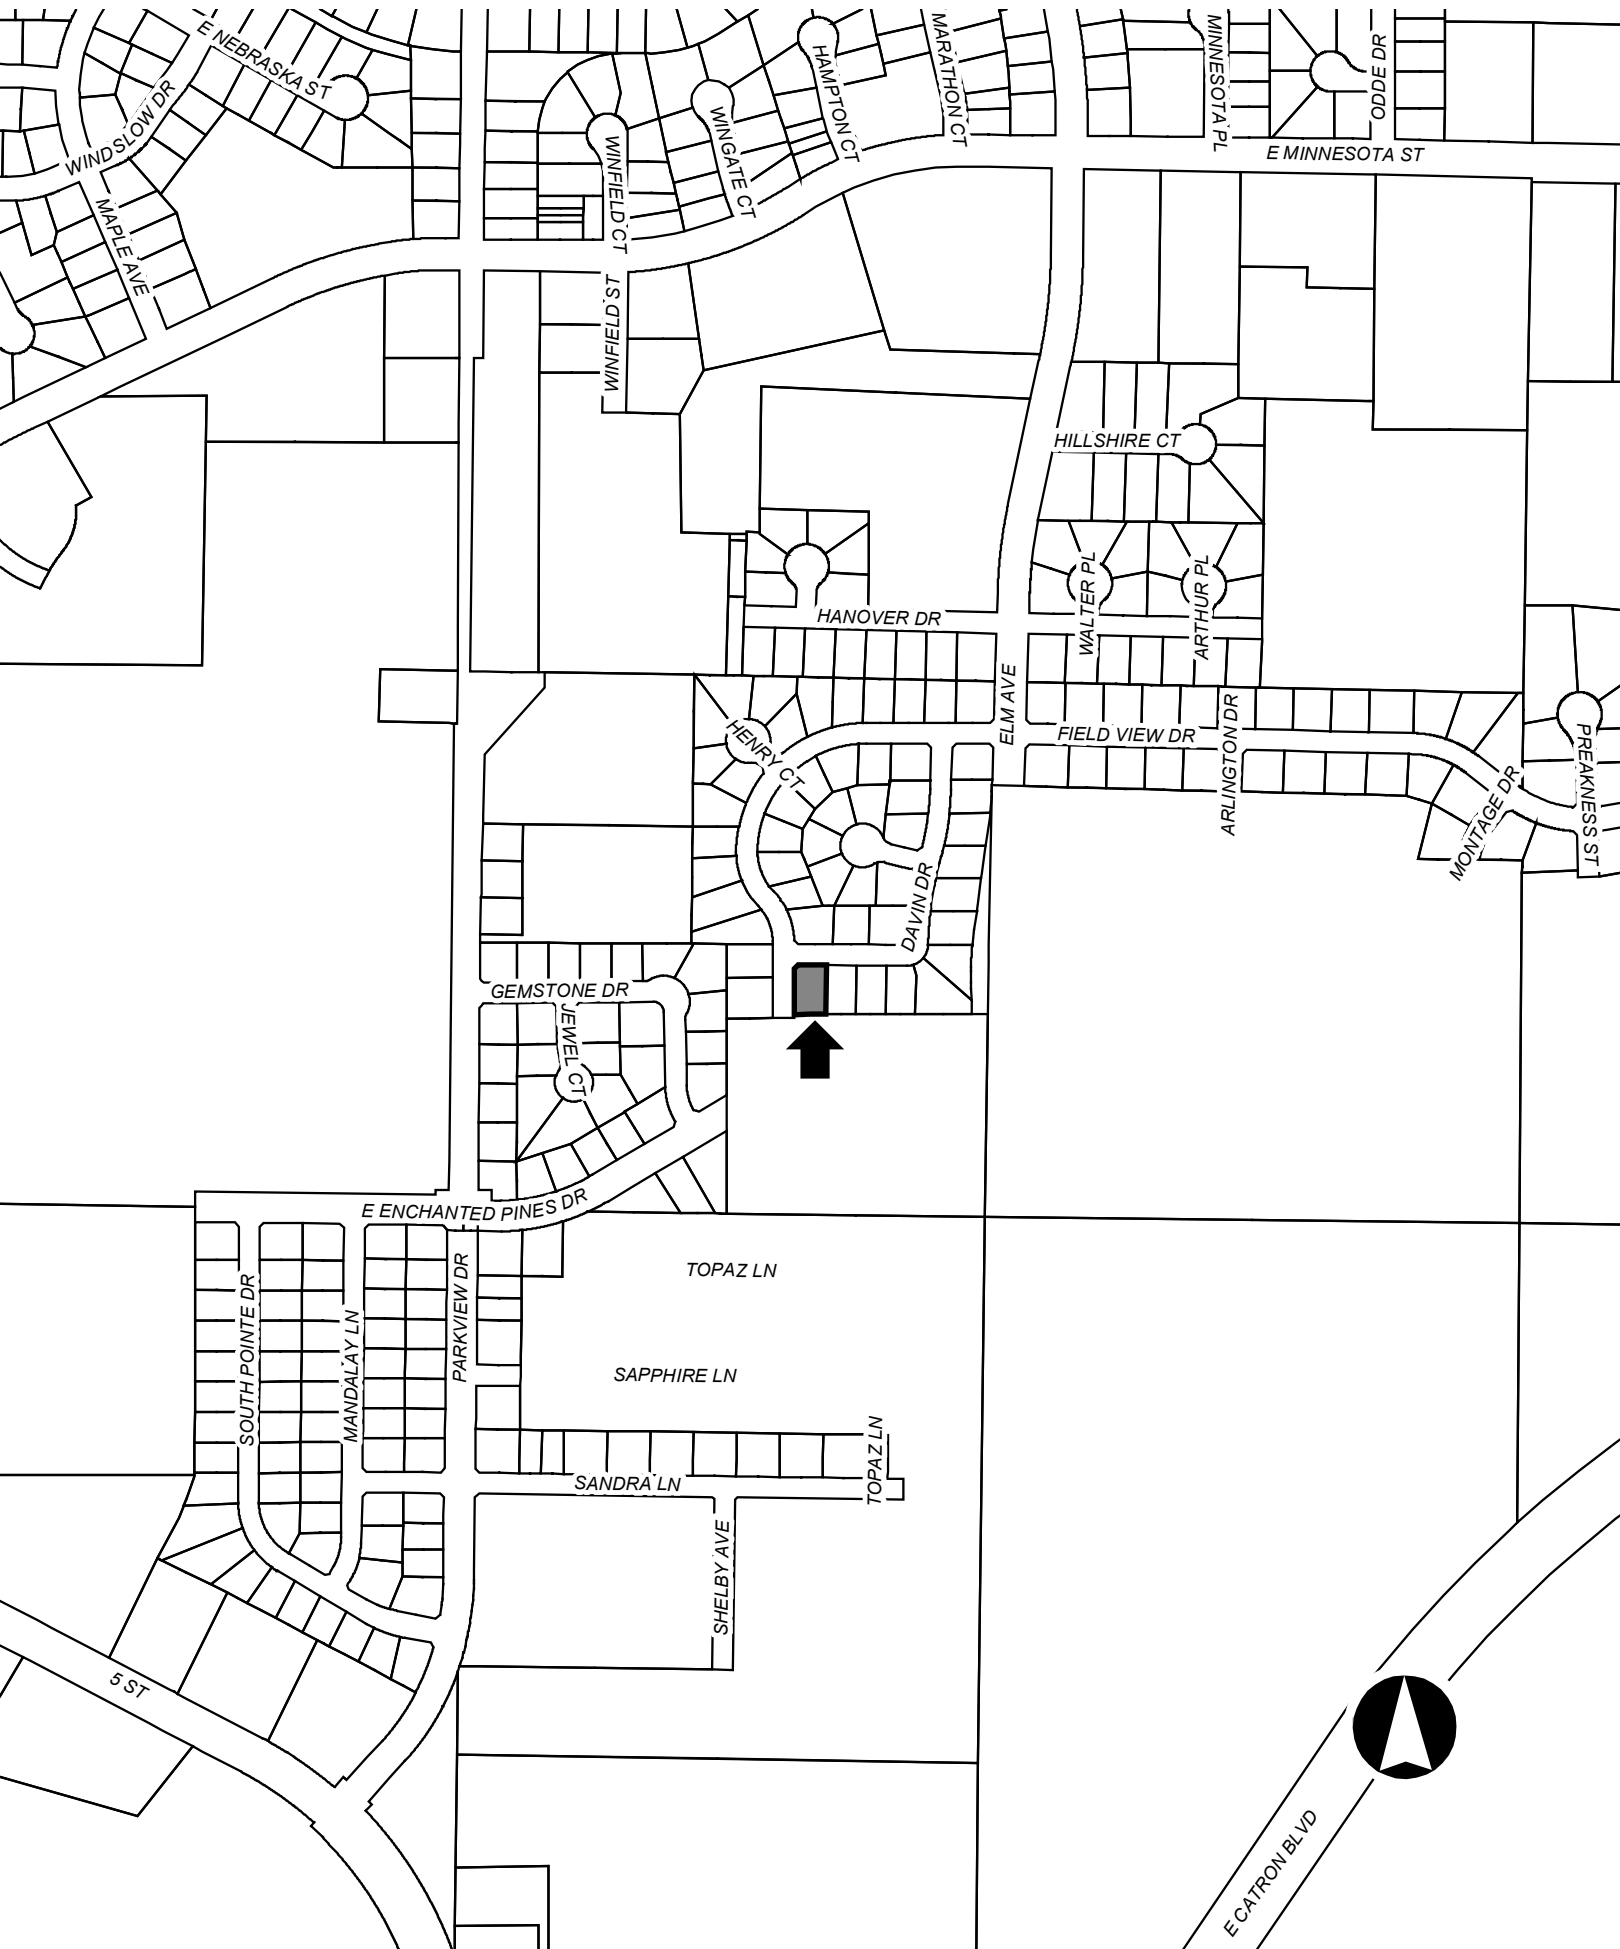 E NEBRASKA ST
WINDSLOW DR
MAPLE AVE
WINFIELD CT
WINGATE CT
HAMPTON CT
MARATHON CT
MINNESOTA PL
ODDE DR
E MINNESOTA ST
WINFIELD ST
HILLSHIRE CT
WALTER PL
ARTHUR PL
HANOVER DR
ELM AVE
HENRY CT
FIELD VIEW DR
ARLINGTON DR
MONTAGE DR
PREAKNESS ST
DAVIN DR
GEMSTONE DR
JEWEL CT
E ENCHANTED PINES DR
SOUTH POINTE DR
MANDALAY LN
PARKVIEW DR
TOPAZ LN
SAPPHIRE LN
SANDRA LN
TOPAZ LN
SHELBY AVE
5 ST
E CATRON BLVD